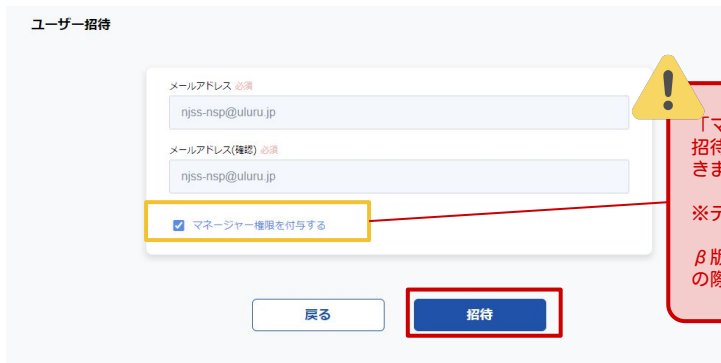 ユーザー招待
メールアドレス 必須
njss-nsp@uluru.jp
メールアドレス(確認) 必須
njss-nsp@uluru.jp
マネージャー権限を付与する
戻る
招待
「マ
招待
きま
※デ
β版
の際